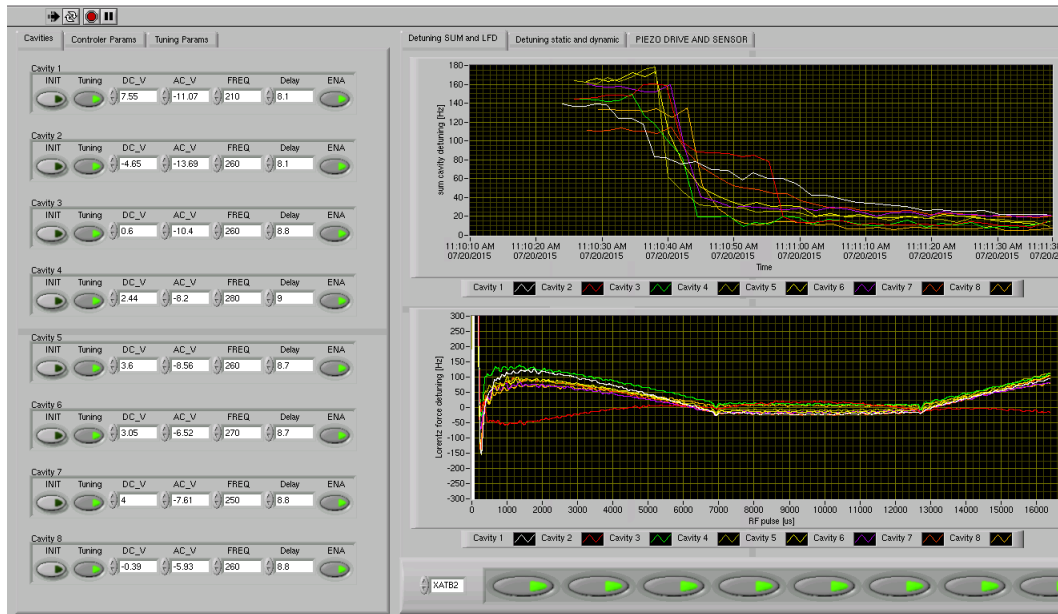 Cavities Controler Params Tuning Params
Cavity 1
INIT Tuning DC_V AC_V FREQ Delay ENA
7.55 -11.07 210 8.1
Cavity 2
INIT Tuning DC_V AC_V FREQ Delay ENA
-4.65 -13.69 260 8.1
Cavity 3
INIT Tuning DC_V AC_V FREQ Delay ENA
0.6 -10.4 260 8.8
Cavity 4
INIT Tuning DC_V AC_V FREQ Delay ENA
2.44 -8.2 280 9
Cavity 5
INIT Tuning DC_V AC_V FREQ Delay ENA
3.6 -8.56 260 8.7
Cavity 6
INIT Tuning DC_V AC_V FREQ Delay ENA
3.05 -6.52 270 8.7
Cavity 7
INIT Tuning DC_V AC_V FREQ Delay ENA
4 -7.61 250 8.8
Cavity 8
INIT Tuning DC_V AC_V FREQ Delay ENA
-0.39 -5.93 260 8.8
Detuning SUM and LFD Detuning static and dynamic PIEZO DRIVE AND SENSOR
sum cavity detuning [Hz]
180
160
140
120
100
80
60
40
20
0
11:10:10 AM 11:10:20 AM 11:10:30 AM 11:10:40 AM 11:10:50 AM 11:11:00 AM 11:11:10 AM 11:11:20 AM 11:11:30 AM 11:11:3
07/20/2015 07/20/2015 07/20/2015 07/20/2015 07/20/2015 07/20/2015 07/20/2015 07/20/2015 07/20/2015 07/20/20
Time
Cavity 1 Cavity 2 Cavity 3 Cavity 4 Cavity 5 Cavity 6 Cavity 7 Cavity 8
Lorentz force detuning [Hz]
300
250
200
150
100
50
0
-50
-100
-150
-200
-250
-300
0 1000 2000 3000 4000 5000 6000 7000 8000 9000 10000 11000 12000 13000 14000 15000 16000
RF pulse [us]
Cavity 1 Cavity 2 Cavity 3 Cavity 4 Cavity 5 Cavity 6 Cavity 7 Cavity 8
XATB2